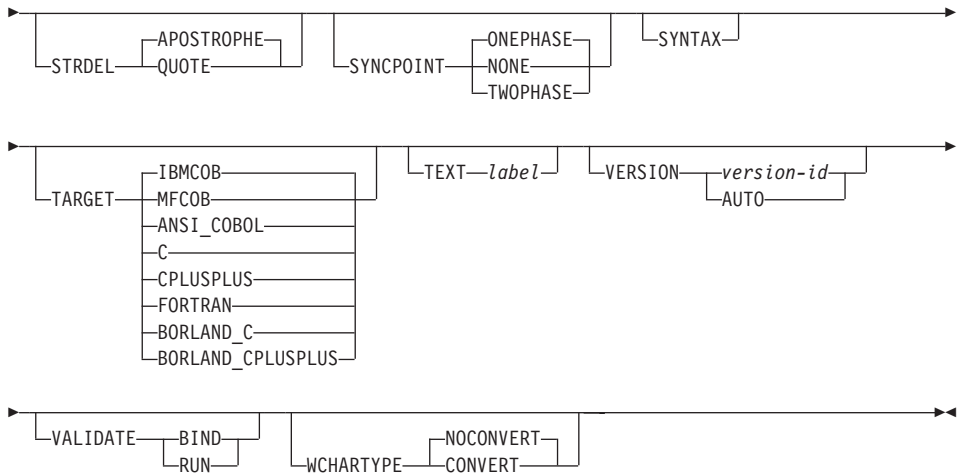 STRDEL APOSTROPHE SYNCPOINT ONEPHASE SYNTAX
QUOTE NONE
TWOPHASE
TARGET IBMCOB TEXT label VERSION version-id
MFCOB AUTO
ANSI_COBOL
C
CPLUSPLUS
FORTRAN
BORLAND_C
BORLAND_CPLUSPLUS
VALIDATE BIND WCHARTYPE NOCONVERT
RUN CONVERT